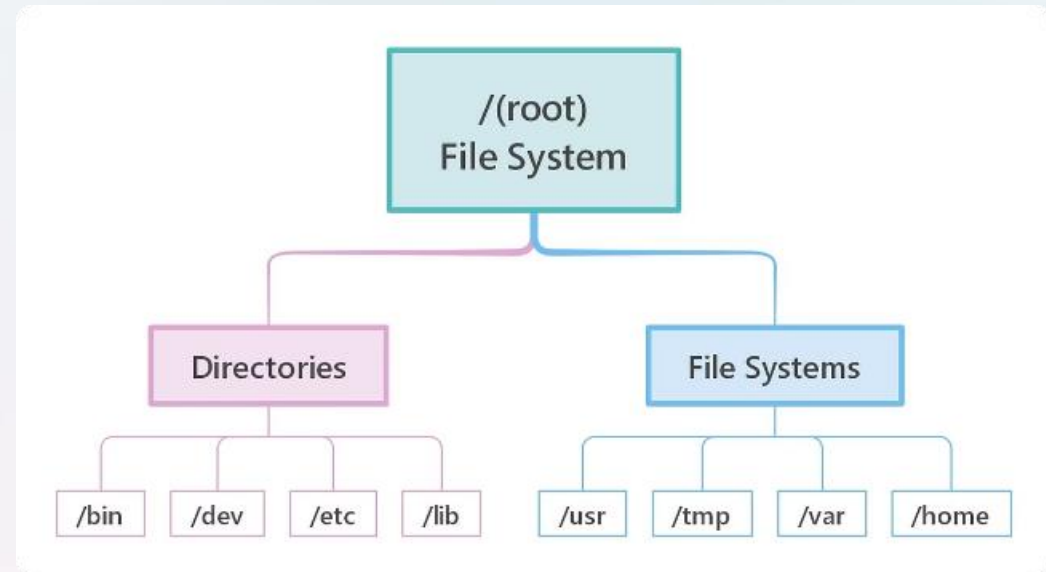 /(root)
File System
Directories
File Systems
/bin
/dev
/etc
/lib
/usr
/tmp
/var
/home